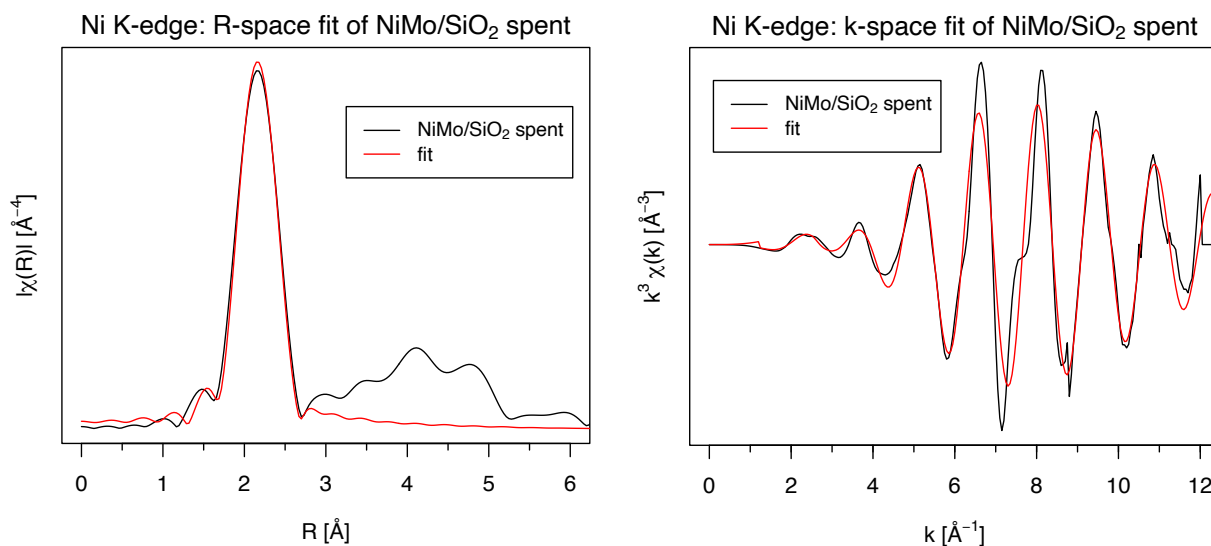 Ni K-edge: R-space fit of NiMo/SiO₂ spent
NiMo/SiO₂ spent
fit
|χ(R)| [Å⁻⁴]
0 1 2 3 4 5 6
R [Å]
Ni K-edge: k-space fit of NiMo/SiO₂ spent
NiMo/SiO₂ spent
fit
k³ χ(k) [Å⁻³]
0 2 4 6 8 10 12
k [Å⁻¹]